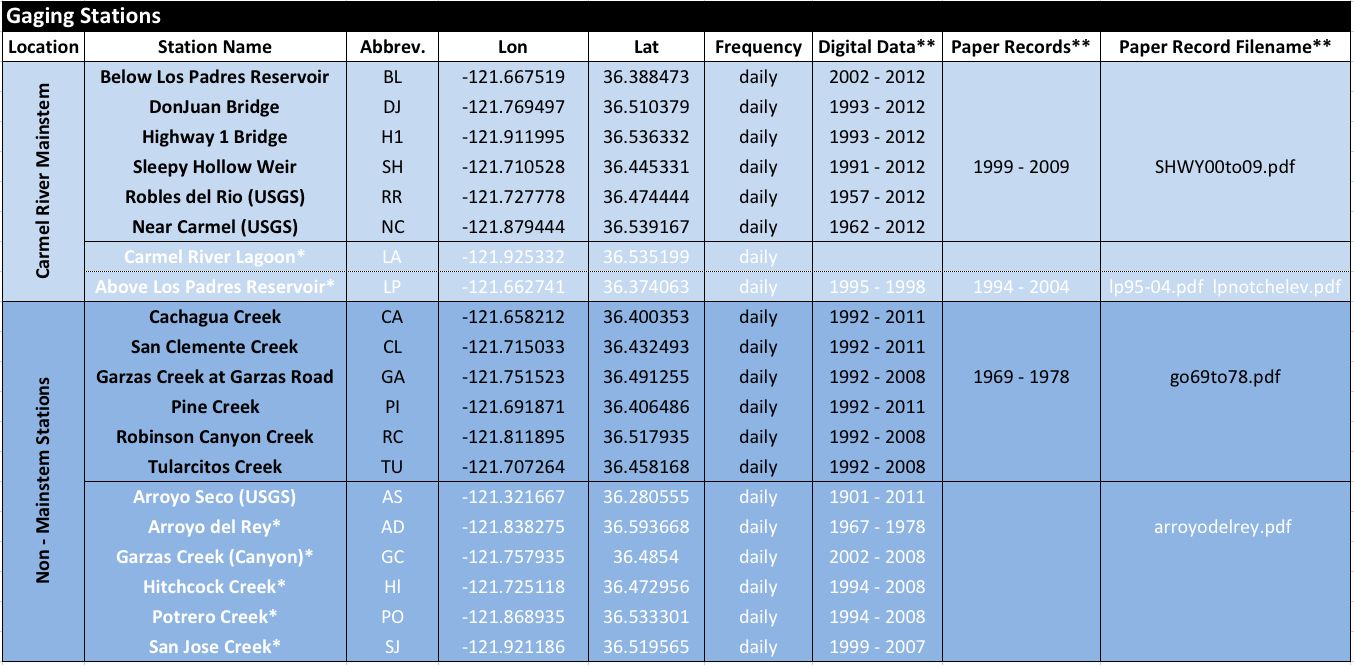 Gaging Stations
Location Station Name Abbrev. Lon Lat Frequency Digital Data** Paper Records** Paper Record Filename**
Carmel River Mainstem
Below Los Padres Reservoir BL -121.667519 36.388473 daily 2002 - 2012
DonJuan Bridge DJ -121.769497 36.510379 daily 1993 - 2012
Highway 1 Bridge H1 -121.911995 36.536332 daily 1993 - 2012
Sleepy Hollow Weir SH -121.710528 36.445331 daily 1991 - 2012 1999 - 2009 SHWY00to09.pdf
Robles del Rio (USGS) RR -121.727778 36.474444 daily 1957 - 2012
Near Carmel (USGS) NC -121.879444 36.539167 daily 1962 - 2012
Carmel River Lagoon* LA -121.925332 36.535199 daily
Above Los Padres Reservoir* LP -121.662741 36.374063 daily 1995 - 1998 1994 - 2004 lp95-04.pdf lpnotchelev.pdf
Non - Mainstem Stations
Cachagua Creek CA -121.658212 36.400353 daily 1992 - 2011
San Clemente Creek CL -121.715033 36.432493 daily 1992 - 2011
Garzas Creek at Garzas Road GA -121.751523 36.491255 daily 1992 - 2008 1969 - 1978 go69to78.pdf
Pine Creek PI -121.691871 36.406486 daily 1992 - 2011
Robinson Canyon Creek RC -121.811895 36.517935 daily 1992 - 2008
Tularcitos Creek TU -121.707264 36.458168 daily 1992 - 2008
Arroyo Seco (USGS) AS -121.321667 36.280555 daily 1901 - 2011
Arroyo del Rey* AD -121.838275 36.593668 daily 1967 - 1978 arroyodelrey.pdf
Garzas Creek (Canyon)* GC -121.757935 36.4854 daily 2002 - 2008
Hitchcock Creek* HI -121.725118 36.472956 daily 1994 - 2008
Potrero Creek* PO -121.868935 36.533301 daily 1994 - 2008
San Jose Creek* SJ -121.921186 36.519565 daily 1999 - 2007